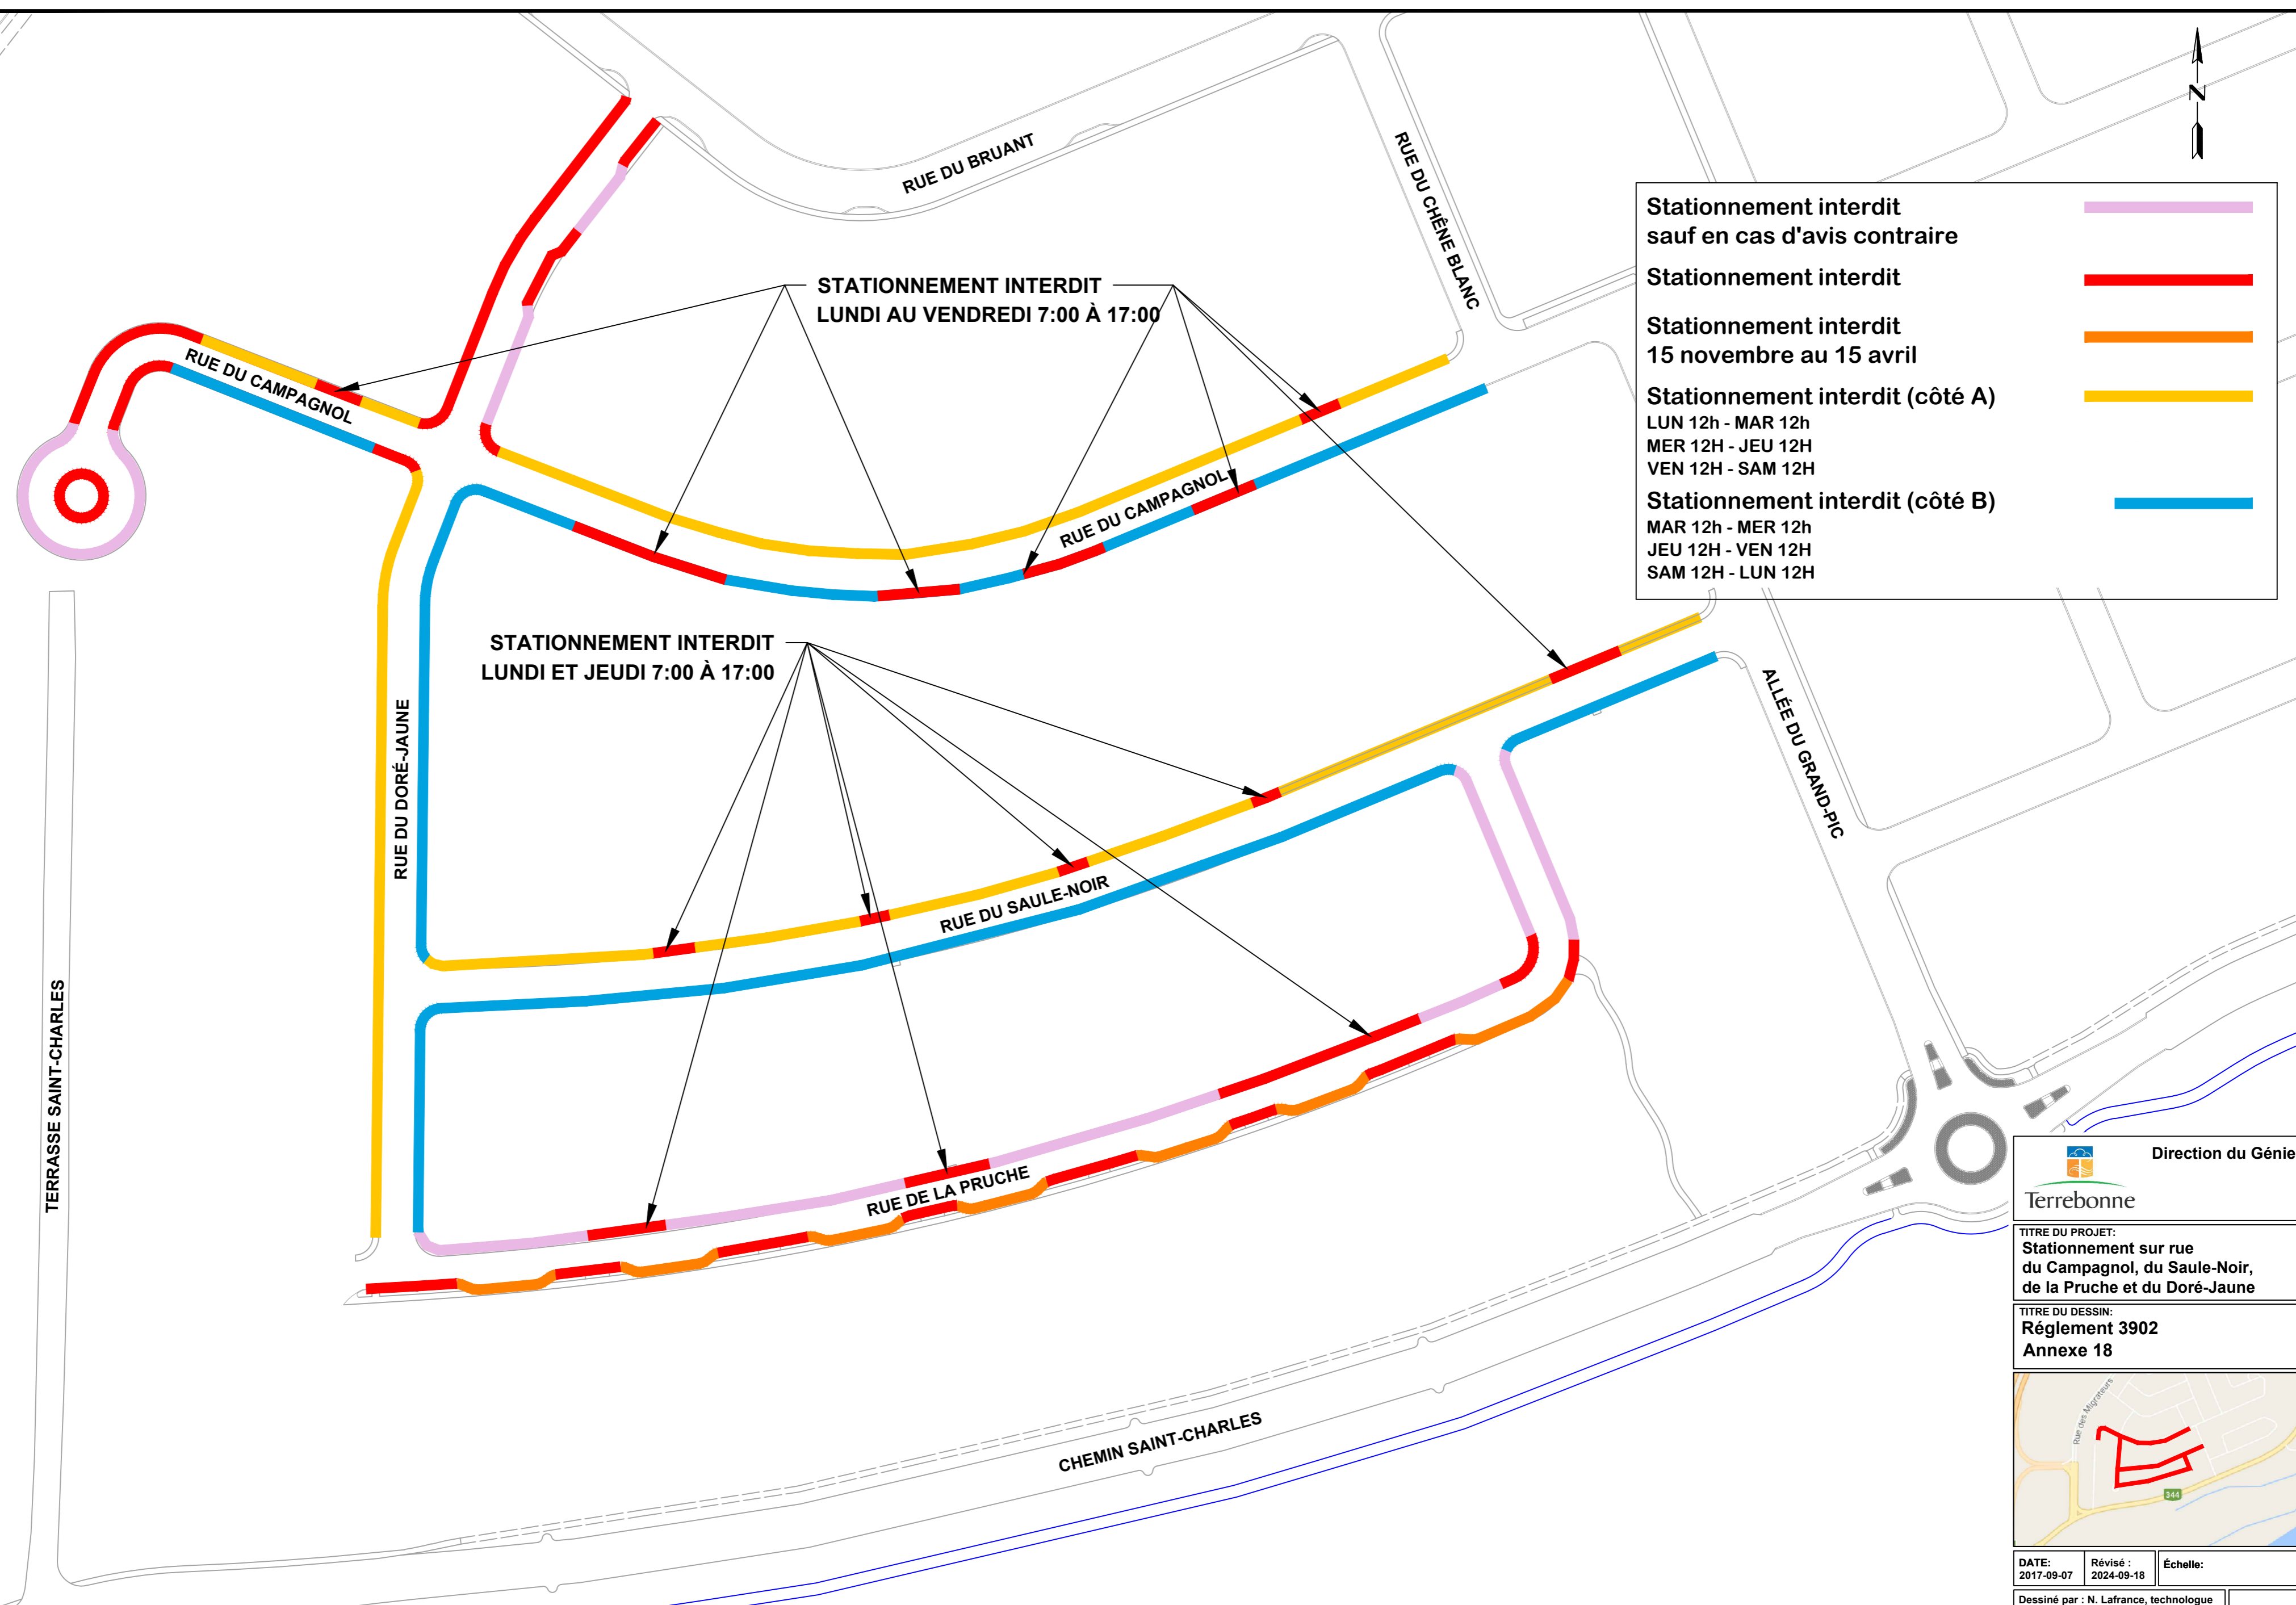 N
RUE DU BRUANT
RUE DU CHÊNE BLANC
Stationnement interdit
sauf en cas d'avis contraire
Stationnement interdit
Stationnement interdit
15 novembre au 15 avril
Stationnement interdit (côté A)
LUN 12h - MAR 12h
MER 12H - JEU 12H
VEN 12H - SAM 12H
Stationnement interdit (côté B)
MAR 12h - MER 12h
JEU 12H - VEN 12H
SAM 12H - LUN 12H
STATIONNEMENT INTERDIT
LUNDI AU VENDREDI 7:00 À 17:00
RUE DU CAMPAGNOL
RUE DU CAMPAGNOL
STATIONNEMENT INTERDIT
LUNDI ET JEUDI 7:00 À 17:00
RUE DU DORÉ-JAUNE
ALLÉE DU GRAND-PIC
RUE DU SAULE-NOIR
TERRASSE SAINT-CHARLES
RUE DE LA PRUCHE
CHEMIN SAINT-CHARLES
Direction du Génie
Terrebonne
TITRE DU PROJET:
Stationnement sur rue
du Campagnol, du Saule-Noir,
de la Pruche et du Doré-Jaune
TITRE DU DESSIN:
Réglement 3902
Annexe 18
Rue des Migrateurs
344
DATE:
2017-09-07
Révisé :
2024-09-18
Échelle:
Dessiné par : N. Lafrance, technologue